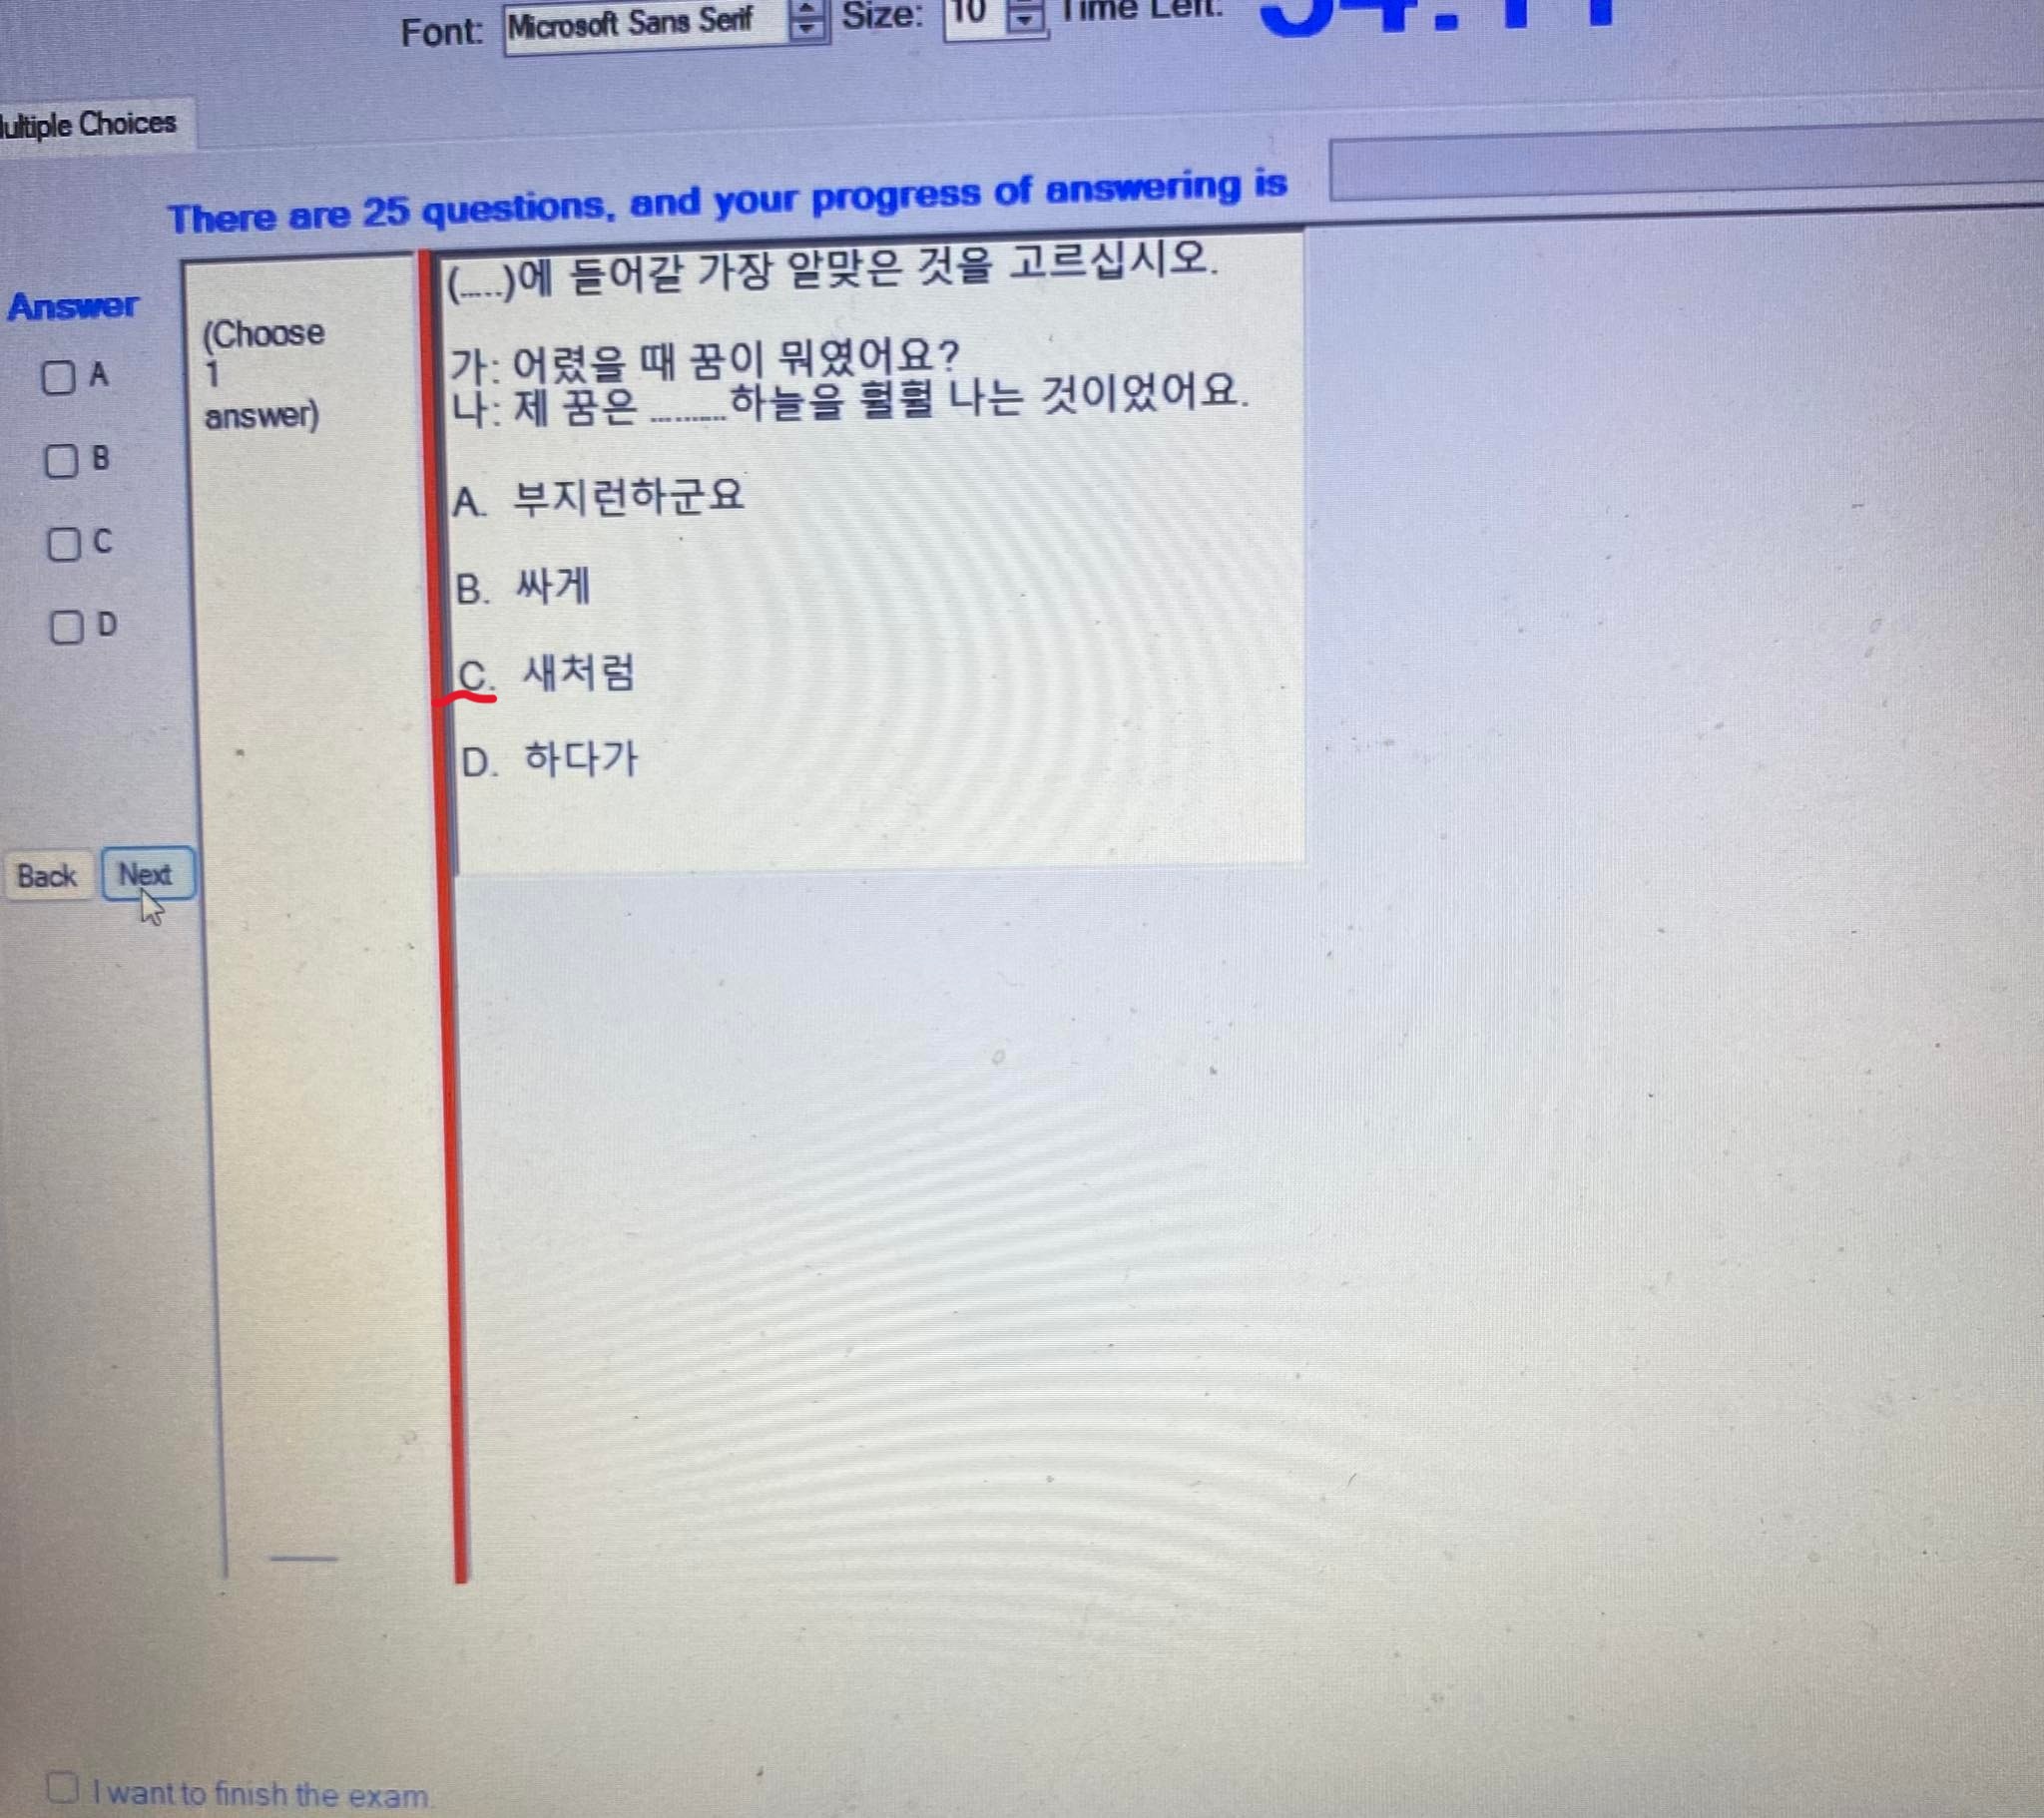 Font: Microsoft Sans Serif Size: 10 Time Left:
Multiple Choices
There are 25 questions, and your progress of answering is
Answer
(Choose
1
answer)
A
B
C
D
Back Next
(.....)에 들어갈 가장 알맞은 것을 고르십시오.
가: 어렸을 때 꿈이 뭐였어요?
나: 제 꿈은 .......... 하늘을 훨훨 나는 것이었어요.
A. 부지런하군요
B. 싸게
C. 새처럼
D. 하다가
I want to finish the exam.